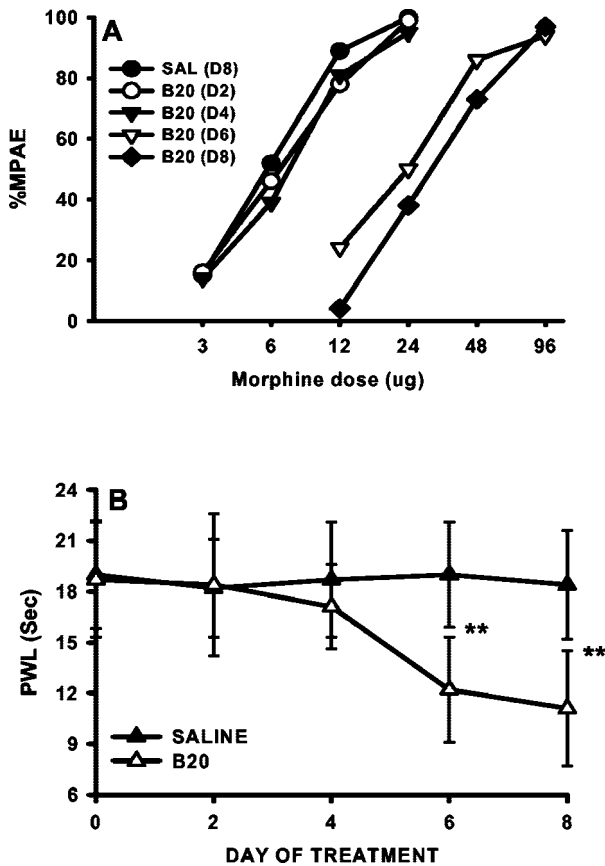 A
100
80
60
40
20
0
%MPAE
SAL (D8)
B20 (D2)
B20 (D4)
B20 (D6)
B20 (D8)
3 6 12 24 48 96
Morphine dose (ug)
B
24
21
18
15
12
9
6
PWL (Sec)
**
**
SALINE
B20
0 2 4 6 8
DAY OF TREATMENT